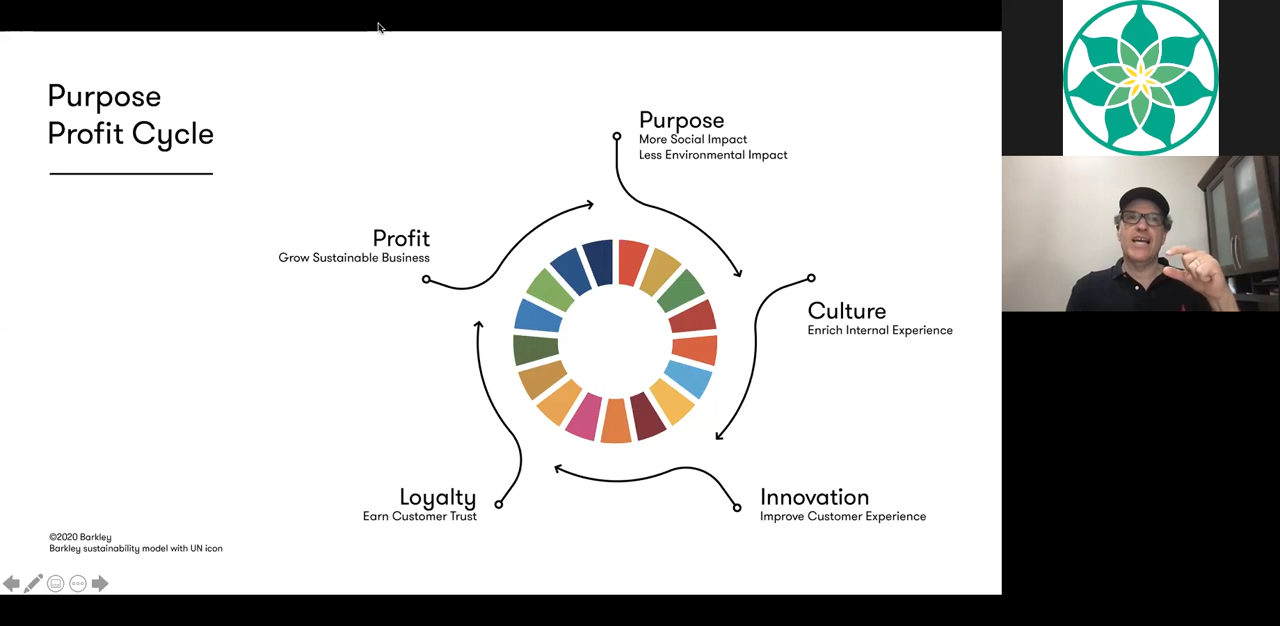 Purpose
Profit Cycle
Purpose
More Social Impact
Less Environmental Impact
Profit
Grow Sustainable Business
Culture
Enrich Internal Experience
Loyalty
Earn Customer Trust
Innovation
Improve Customer Experience
©2020 Barkley
Barkley sustainability model with UN icon